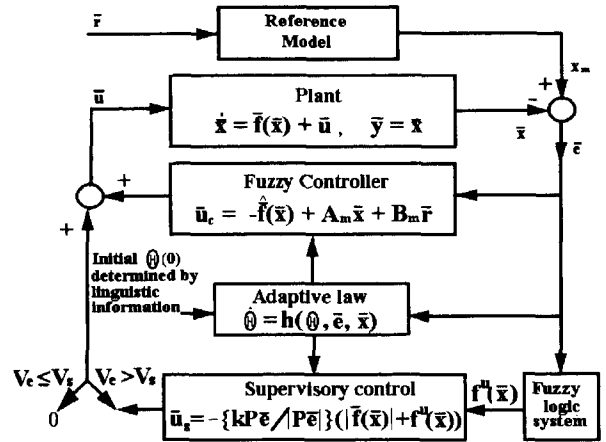 r̄
Reference
Model
x_m
+
ū
Plant
ẋ̄ = f̄(x̄) + ū , ȳ = x̄
-
x̄
ē
+
Fuzzy Controller
ū_c = -f̄̂(x̄) + A_m x̄ + B_m r̄
+
Initial Θ(0)
determined by
linguistic
information
Adaptive law
Θ̇ = h(Θ, ē, x̄)
V_e ≤ V_s
V_e > V_s
0
Supervisory control
ū_s = -{kPē/|Pē|}(|f̄(x̄)| + f^u(x̄))
f^u(x̄)
Fuzzy
logic
system